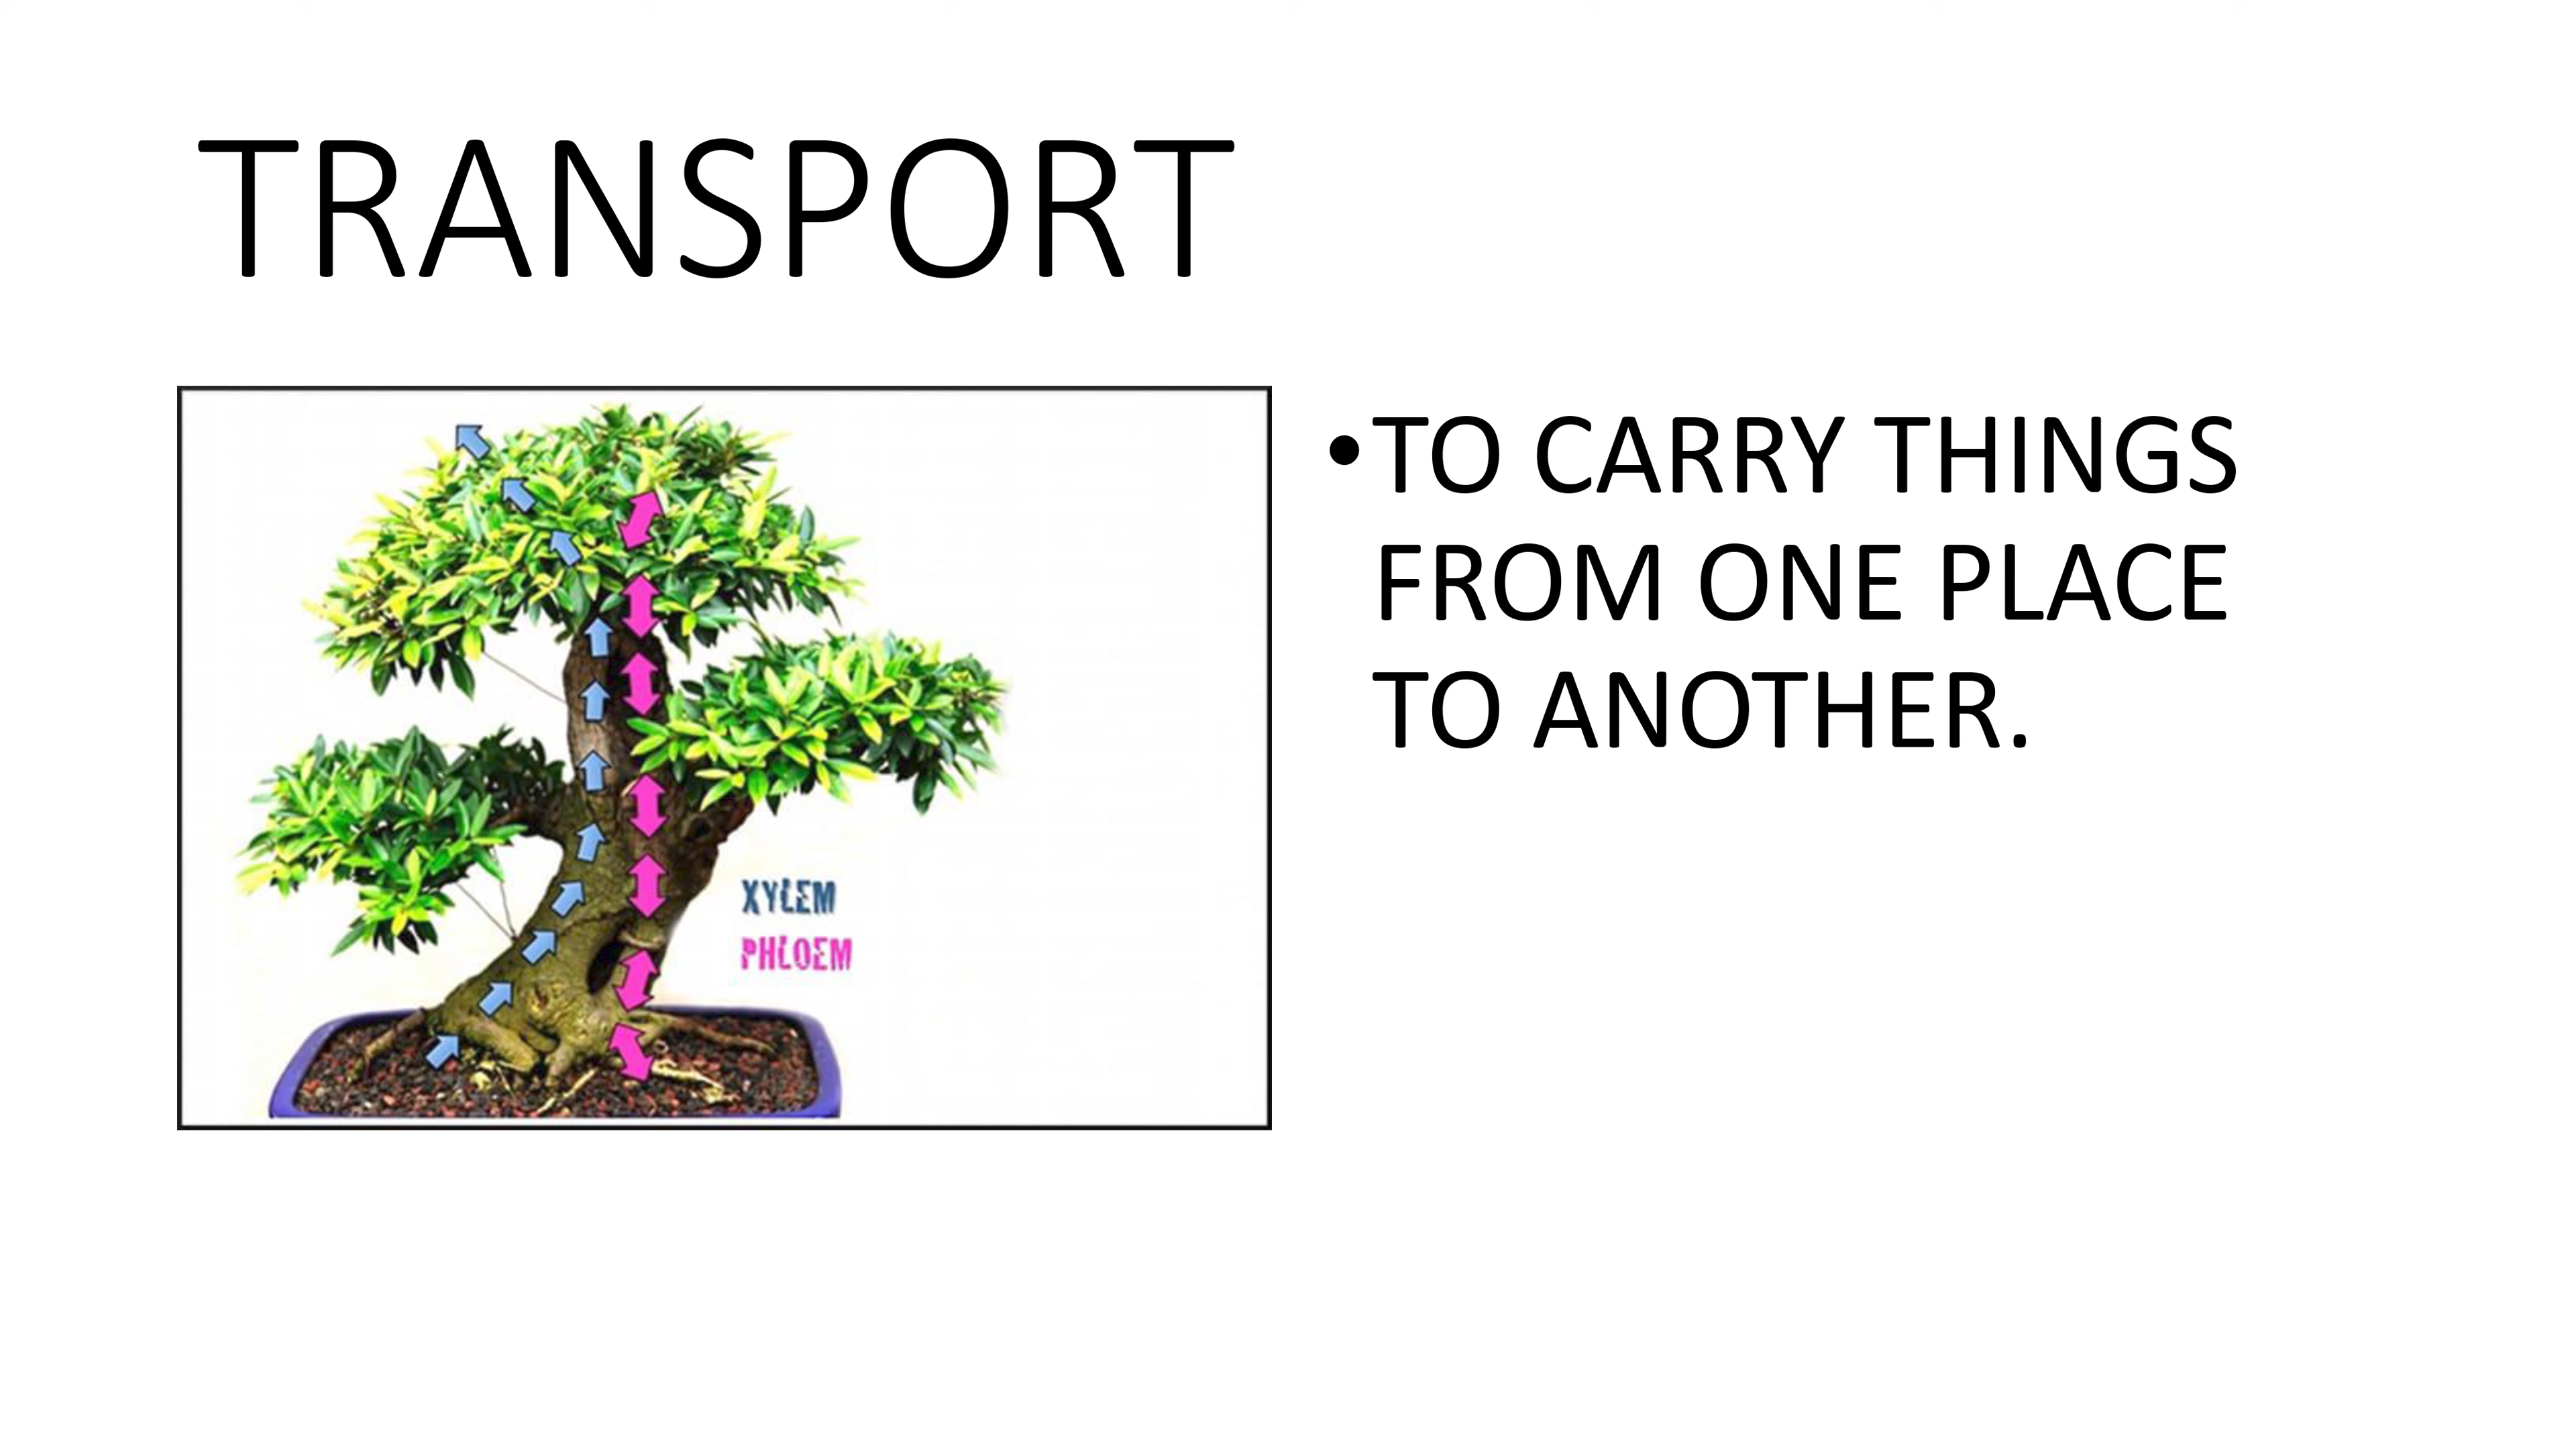 TRANSPORT
XYLEM
PHLOEM
•TO CARRY THINGS
FROM ONE PLACE
TO ANOTHER.